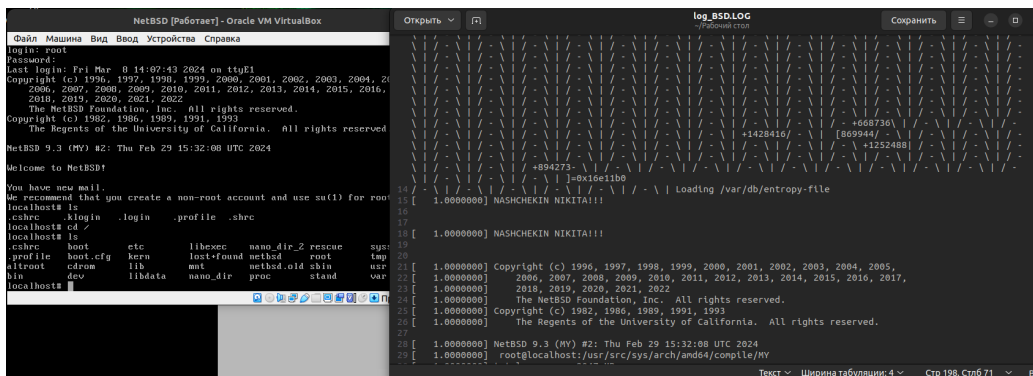 NetBSD [Работает] - Oracle VM VirtualBox
Файл Машина Вид Ввод Устройства Справка
login: root
Password:
Last login: Fri Mar 8 14:07:43 2024 on ttyE1
Copyright (c) 1996, 1997, 1998, 1999, 2000, 2001, 2002, 2003, 2004,
2006, 2007, 2008, 2009, 2010, 2011, 2012, 2013, 2014, 2015, 2016,
2018, 2019, 2020, 2021, 2022
The NetBSD Foundation, Inc. All rights reserved.
Copyright (c) 1982, 1986, 1989, 1991, 1993
The Regents of the University of California. All rights reserved
NetBSD 9.3 (MY) #2: Thu Feb 29 15:32:08 UTC 2024
Welcome to NetBSD!
You have new mail.
We recommend that you create a non-root account and use su(1) for root
localhost# ls
.cshrc .klogin .login .profile .shrc
localhost# cd /
localhost# ls
.cshrc boot etc libexec nano_dir_2 rescue sys
.profile boot.cfg kern lost+found netbsd root tmp
altroot cdrom lib mnt netbsd.old sbin usr
bin dev libdata nano_dir proc stand var
localhost#
Открыть
log_BSD.LOG
~/Рабочий стол
Сохранить
+668736\ | / - \ | / - \ | / -
+1428416/ - \ | [869944/ - \ | / - \ | / - \ | / -
+1252488| / - \ | / - \ | / -
+894273- \ | / - \ | / -
\ | / - \ | / - \ | ]=0x16e11b0
14 / - \ | / - \ | / - \ | / - \ | / - \ | / - \ | / - \ | Loading /var/db/entropy-file
15 [ 1.0000000] NASHCHEKIN NIKITA!!!
16
17
18 [ 1.0000000] NASHCHEKIN NIKITA!!!
19
20
21 [ 1.0000000] Copyright (c) 1996, 1997, 1998, 1999, 2000, 2001, 2002, 2003, 2004, 2005,
22 [ 1.0000000] 2006, 2007, 2008, 2009, 2010, 2011, 2012, 2013, 2014, 2015, 2016, 2017,
23 [ 1.0000000] 2018, 2019, 2020, 2021, 2022
24 [ 1.0000000] The NetBSD Foundation, Inc. All rights reserved.
25 [ 1.0000000] Copyright (c) 1982, 1986, 1989, 1991, 1993
26 [ 1.0000000] The Regents of the University of California. All rights reserved.
27
28 [ 1.0000000] NetBSD 9.3 (MY) #2: Thu Feb 29 15:32:08 UTC 2024
29 [ 1.0000000] root@localhost:/usr/src/sys/arch/amd64/compile/MY
Текст Ширина табуляции: 4 Стр 198, Стлб 71